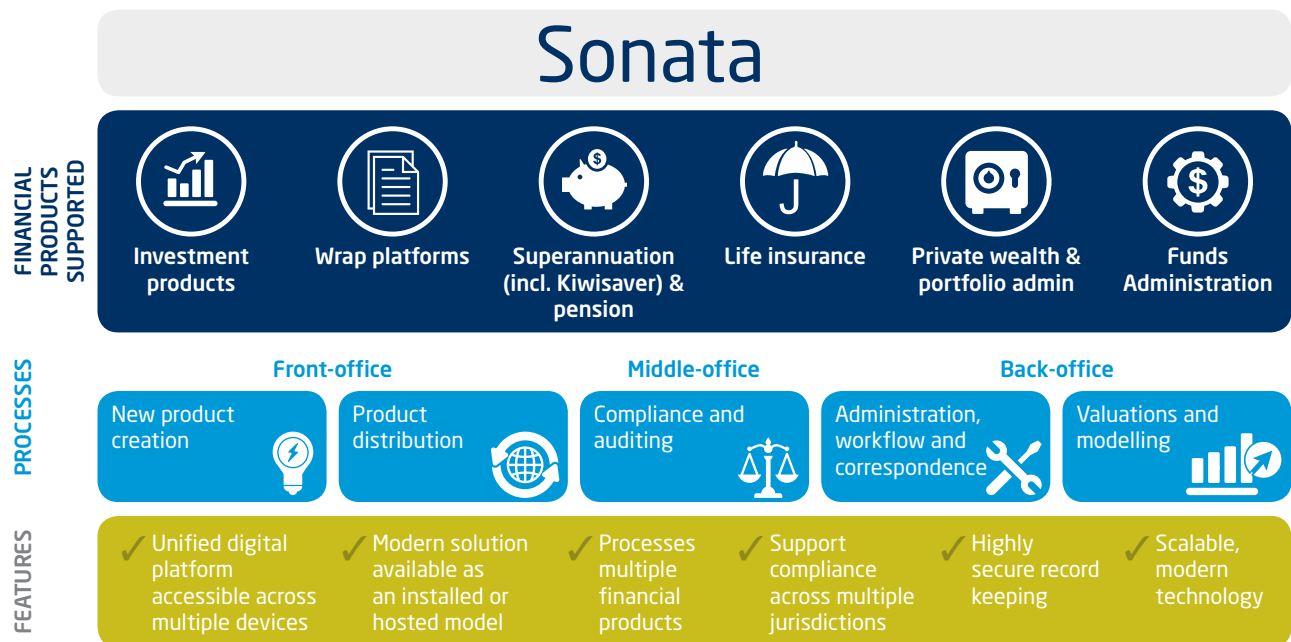 Sonata
FINANCIAL
PRODUCTS
SUPPORTED
$
$
Investment
products
Wrap platforms
Superannuation
(incl. Kiwisaver) &
pension
Life insurance
Private wealth &
portfolio admin
Funds
Administration
PROCESSES
Front-office
Middle-office
Back-office
New product
creation
Product
distribution
Compliance and
auditing
Administration,
workflow and
correspondence
Valuations and
modelling
FEATURES
Unified digital
platform
accessible across
multiple devices
Modern solution
available as
an installed or
hosted model
Processes
multiple
financial
products
Support
compliance
across multiple
jurisdictions
Highly
secure record
keeping
Scalable,
modern
technology